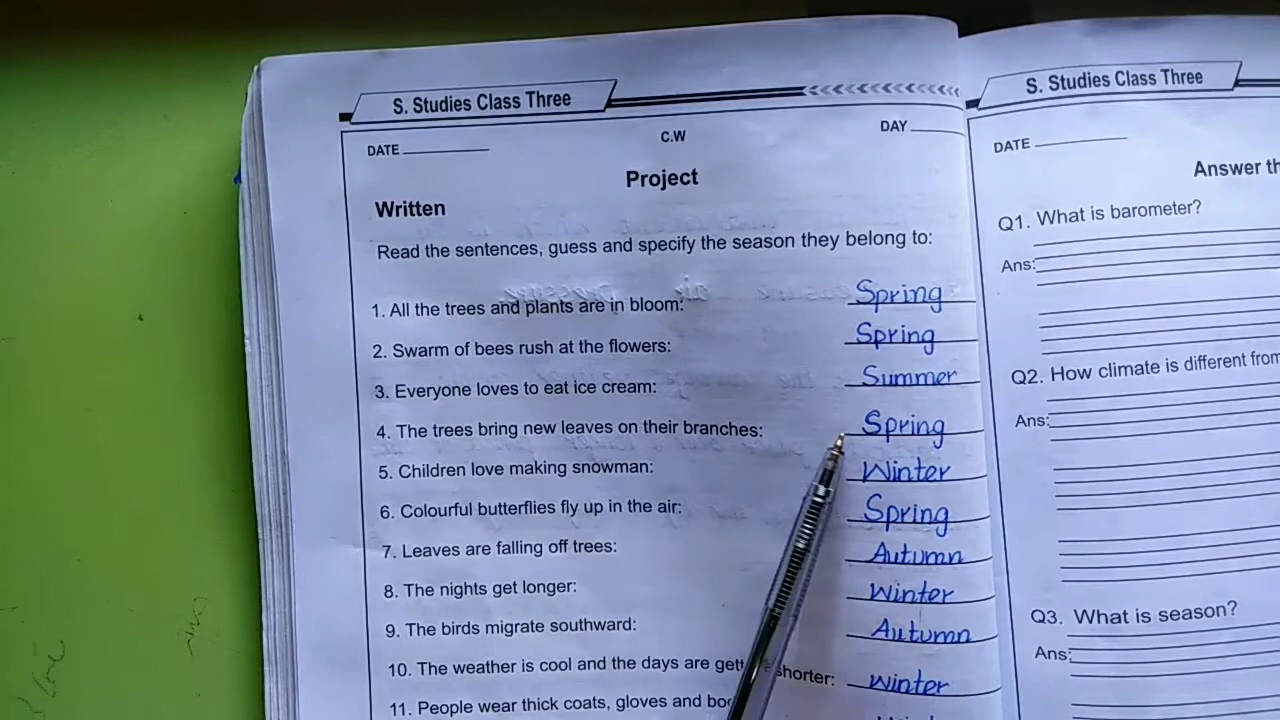 S. Studies Class Three
DATE
C.W
DAY
Project
Written
Read the sentences, guess and specify the season they belong to:
1. All the trees and plants are in bloom: Spring
2. Swarm of bees rush at the flowers: Spring
3. Everyone loves to eat ice cream: Summer
4. The trees bring new leaves on their branches: Spring
5. Children love making snowman: Winter
6. Colourful butterflies fly up in the air: Spring
7. Leaves are falling off trees: Autumn
8. The nights get longer: Winter
9. The birds migrate southward: Autumn
10. The weather is cool and the days are shorter: Winter
11. People wear thick coats, gloves and
S. Studies Class Three
DATE
Answer
Q1. What is barometer?
Ans:
Q2. How climate is different from
Ans:
Q3. What is season?
Ans: